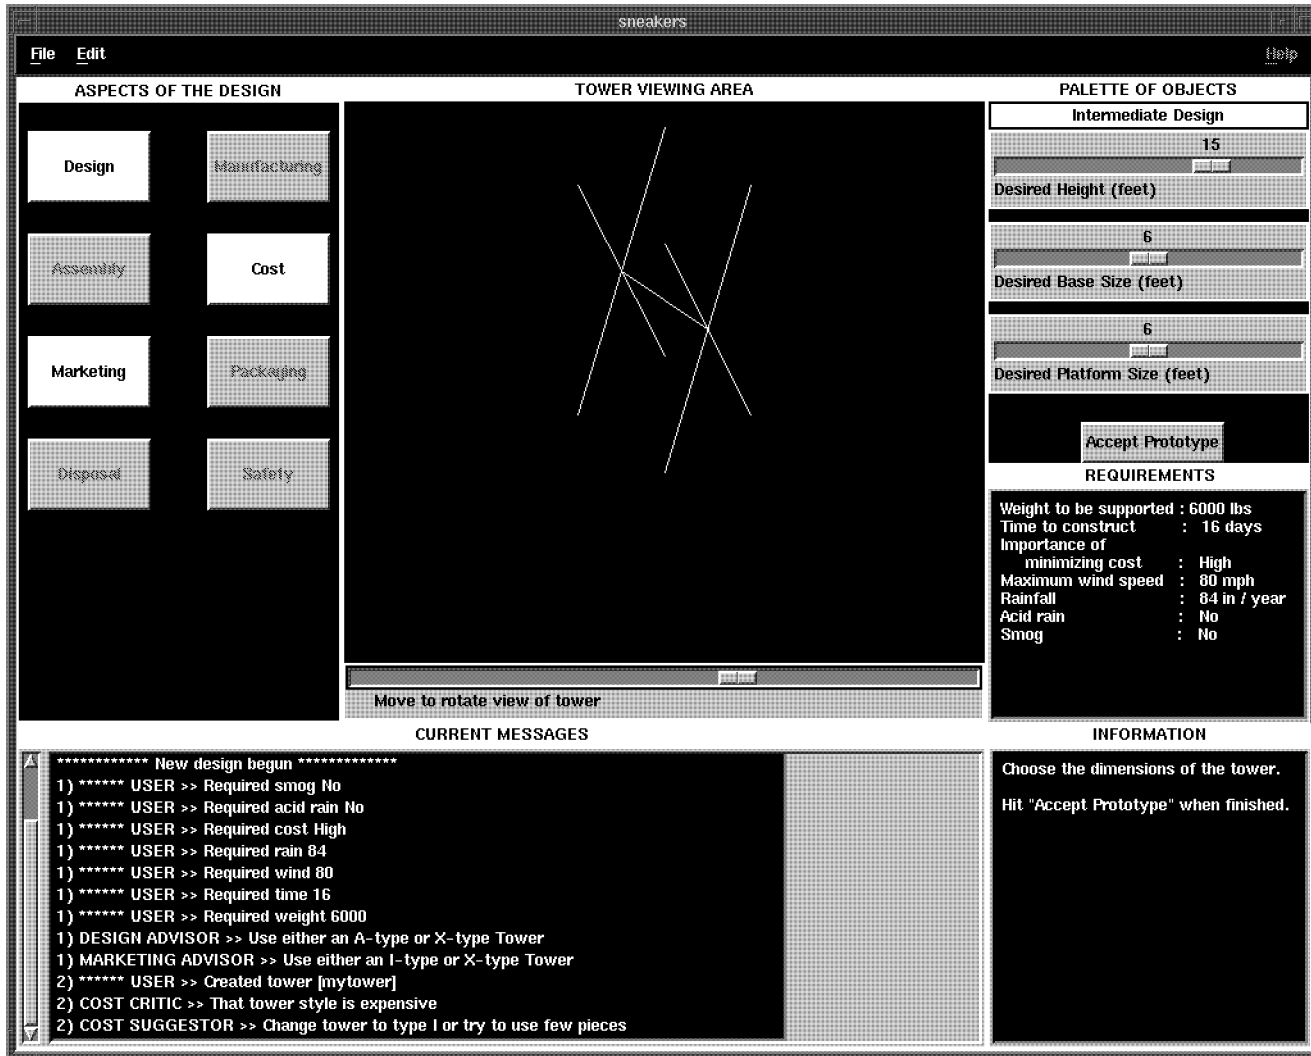 sneakers
File Edit Help
ASPECTS OF THE DESIGN
Design
Manufacturing
Assembly
Cost
Marketing
Packaging
Disposal
Safety
TOWER VIEWING AREA
Move to rotate view of tower
PALETTE OF OBJECTS
Intermediate Design
15
Desired Height (feet)
6
Desired Base Size (feet)
6
Desired Platform Size (feet)
Accept Prototype
REQUIREMENTS
Weight to be supported : 6000 lbs
Time to construct : 16 days
Importance of
minimizing cost : High
Maximum wind speed : 80 mph
Rainfall : 84 in / year
Acid rain : No
Smog : No
CURRENT MESSAGES
************ New design begun *************
1) ****** USER >> Required smog No
1) ****** USER >> Required acid rain No
1) ****** USER >> Required cost High
1) ****** USER >> Required rain 84
1) ****** USER >> Required wind 80
1) ****** USER >> Required time 16
1) ****** USER >> Required weight 6000
1) DESIGN ADVISOR >> Use either an A-type or X-type Tower
1) MARKETING ADVISOR >> Use either an I-type or X-type Tower
2) ****** USER >> Created tower [mytower]
2) COST CRITIC >> That tower style is expensive
2) COST SUGGESTOR >> Change tower to type I or try to use few pieces
INFORMATION
Choose the dimensions of the tower.
Hit "Accept Prototype" when finished.